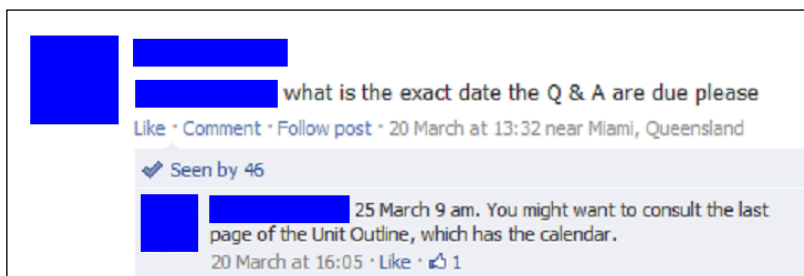 what is the exact date the Q & A are due please
Like · Comment · Follow post · 20 March at 13:32 near Miami, Queensland
Seen by 46
25 March 9 am. You might want to consult the last
page of the Unit Outline, which has the calendar.
20 March at 16:05 · Like · 1